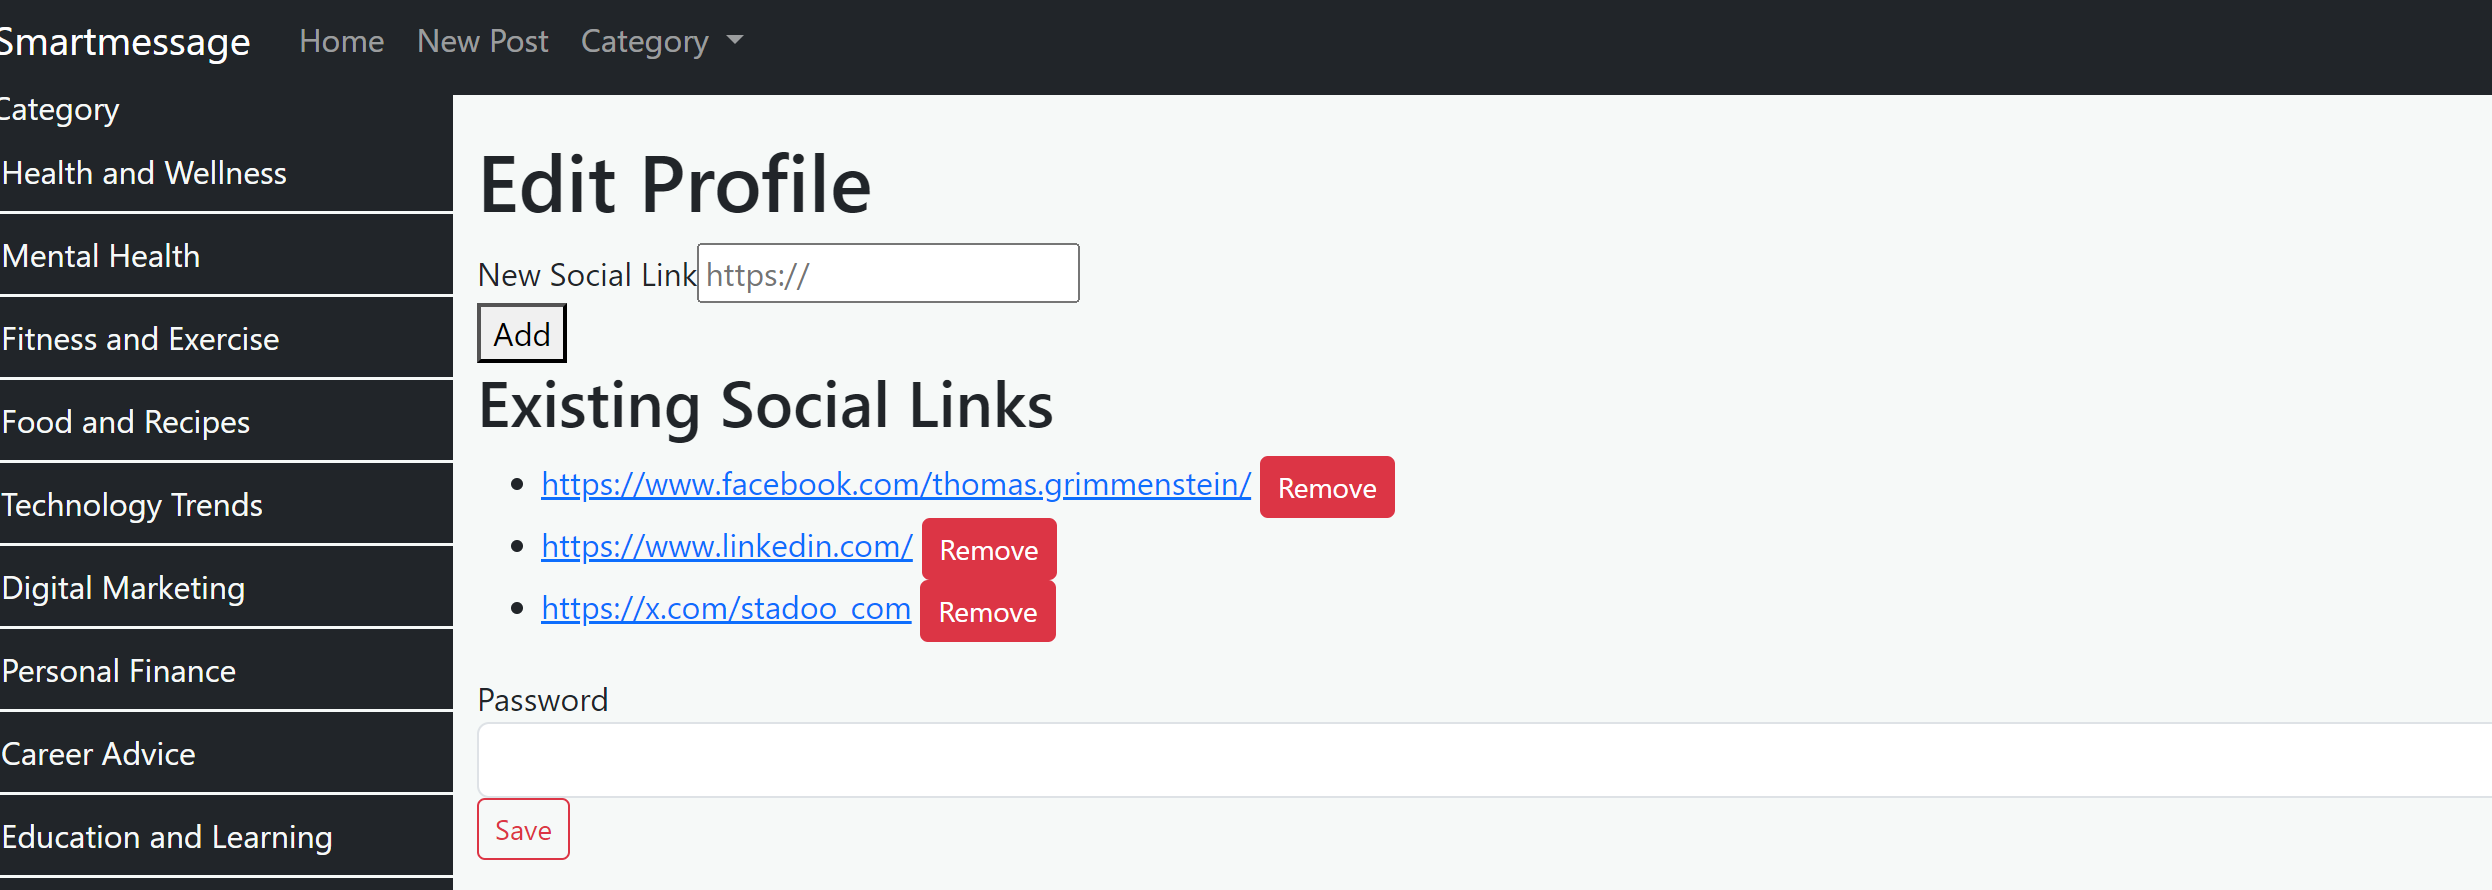 Smartmessage Home New Post Category
Category
Health and Wellness
Mental Health
Fitness and Exercise
Food and Recipes
Technology Trends
Digital Marketing
Personal Finance
Career Advice
Education and Learning
Edit Profile
New Social Link https://
Add
Existing Social Links
https://www.facebook.com/thomas.grimmenstein/ Remove
https://www.linkedin.com/ Remove
https://x.com/stadoo_com Remove
Password
Save